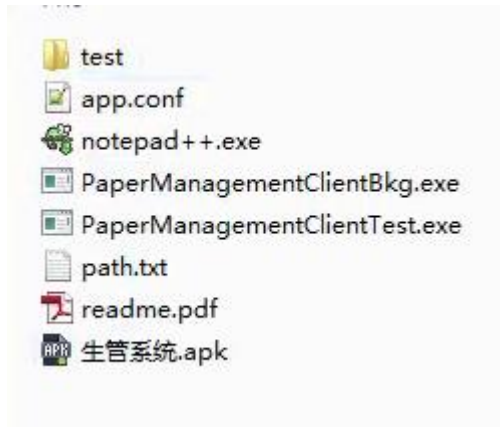 test
app.conf
notepad++.exe
PaperManagementClientBkg.exe
PaperManagementClientTest.exe
path.txt
readme.pdf
生管系统.apk